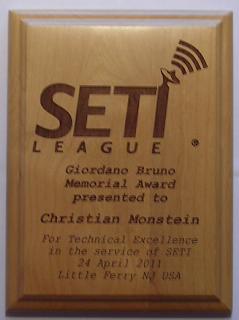 SETI
LEAGUE ®
Giordano Bruno
Memorial Award
presented to
Christian Monstein
For Technical Excellence
in the service of SETI
24 April 2011
Little Ferry NJ USA